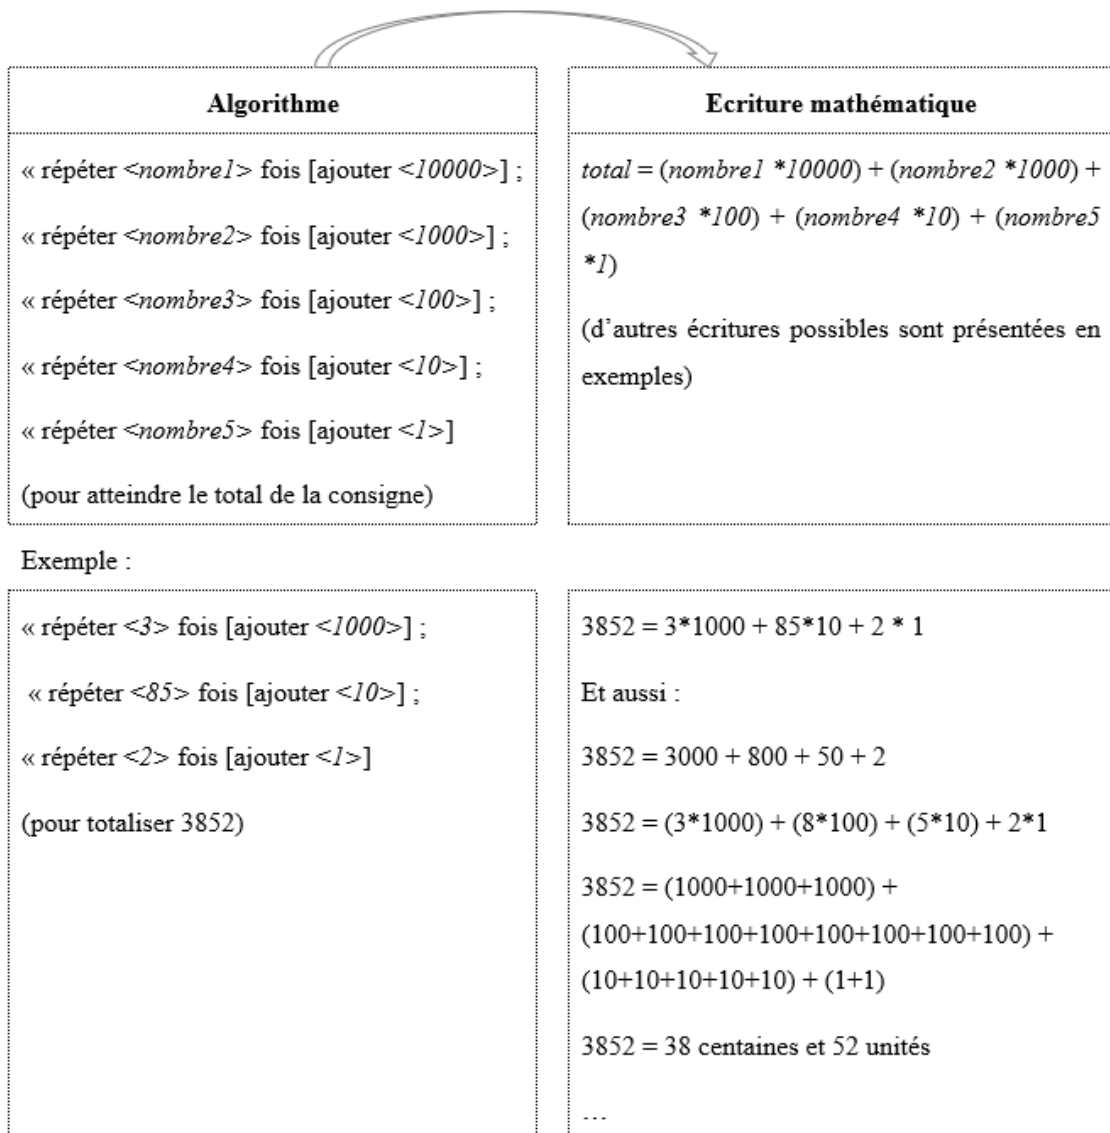 Algorithme
« répéter <nombre1> fois [ajouter <10000>] ;
« répéter <nombre2> fois [ajouter <1000>] ;
« répéter <nombre3> fois [ajouter <100>] ;
« répéter <nombre4> fois [ajouter <10>] ;
« répéter <nombre5> fois [ajouter <1>]
(pour atteindre le total de la consigne)
Ecriture mathématique
total = (nombre1 *10000) + (nombre2 *1000) +
(nombre3 *100) + (nombre4 *10) + (nombre5
*1)
(d’autres écritures possibles sont présentées en
exemples)
Exemple :
« répéter <3> fois [ajouter <1000>] ;
« répéter <85> fois [ajouter <10>] ;
« répéter <2> fois [ajouter <1>]
(pour totaliser 3852)
3852 = 3*1000 + 85*10 + 2 * 1
Et aussi :
3852 = 3000 + 800 + 50 + 2
3852 = (3*1000) + (8*100) + (5*10) + 2*1
3852 = (1000+1000+1000) +
(100+100+100+100+100+100+100+100) +
(10+10+10+10+10) + (1+1)
3852 = 38 centaines et 52 unités
…